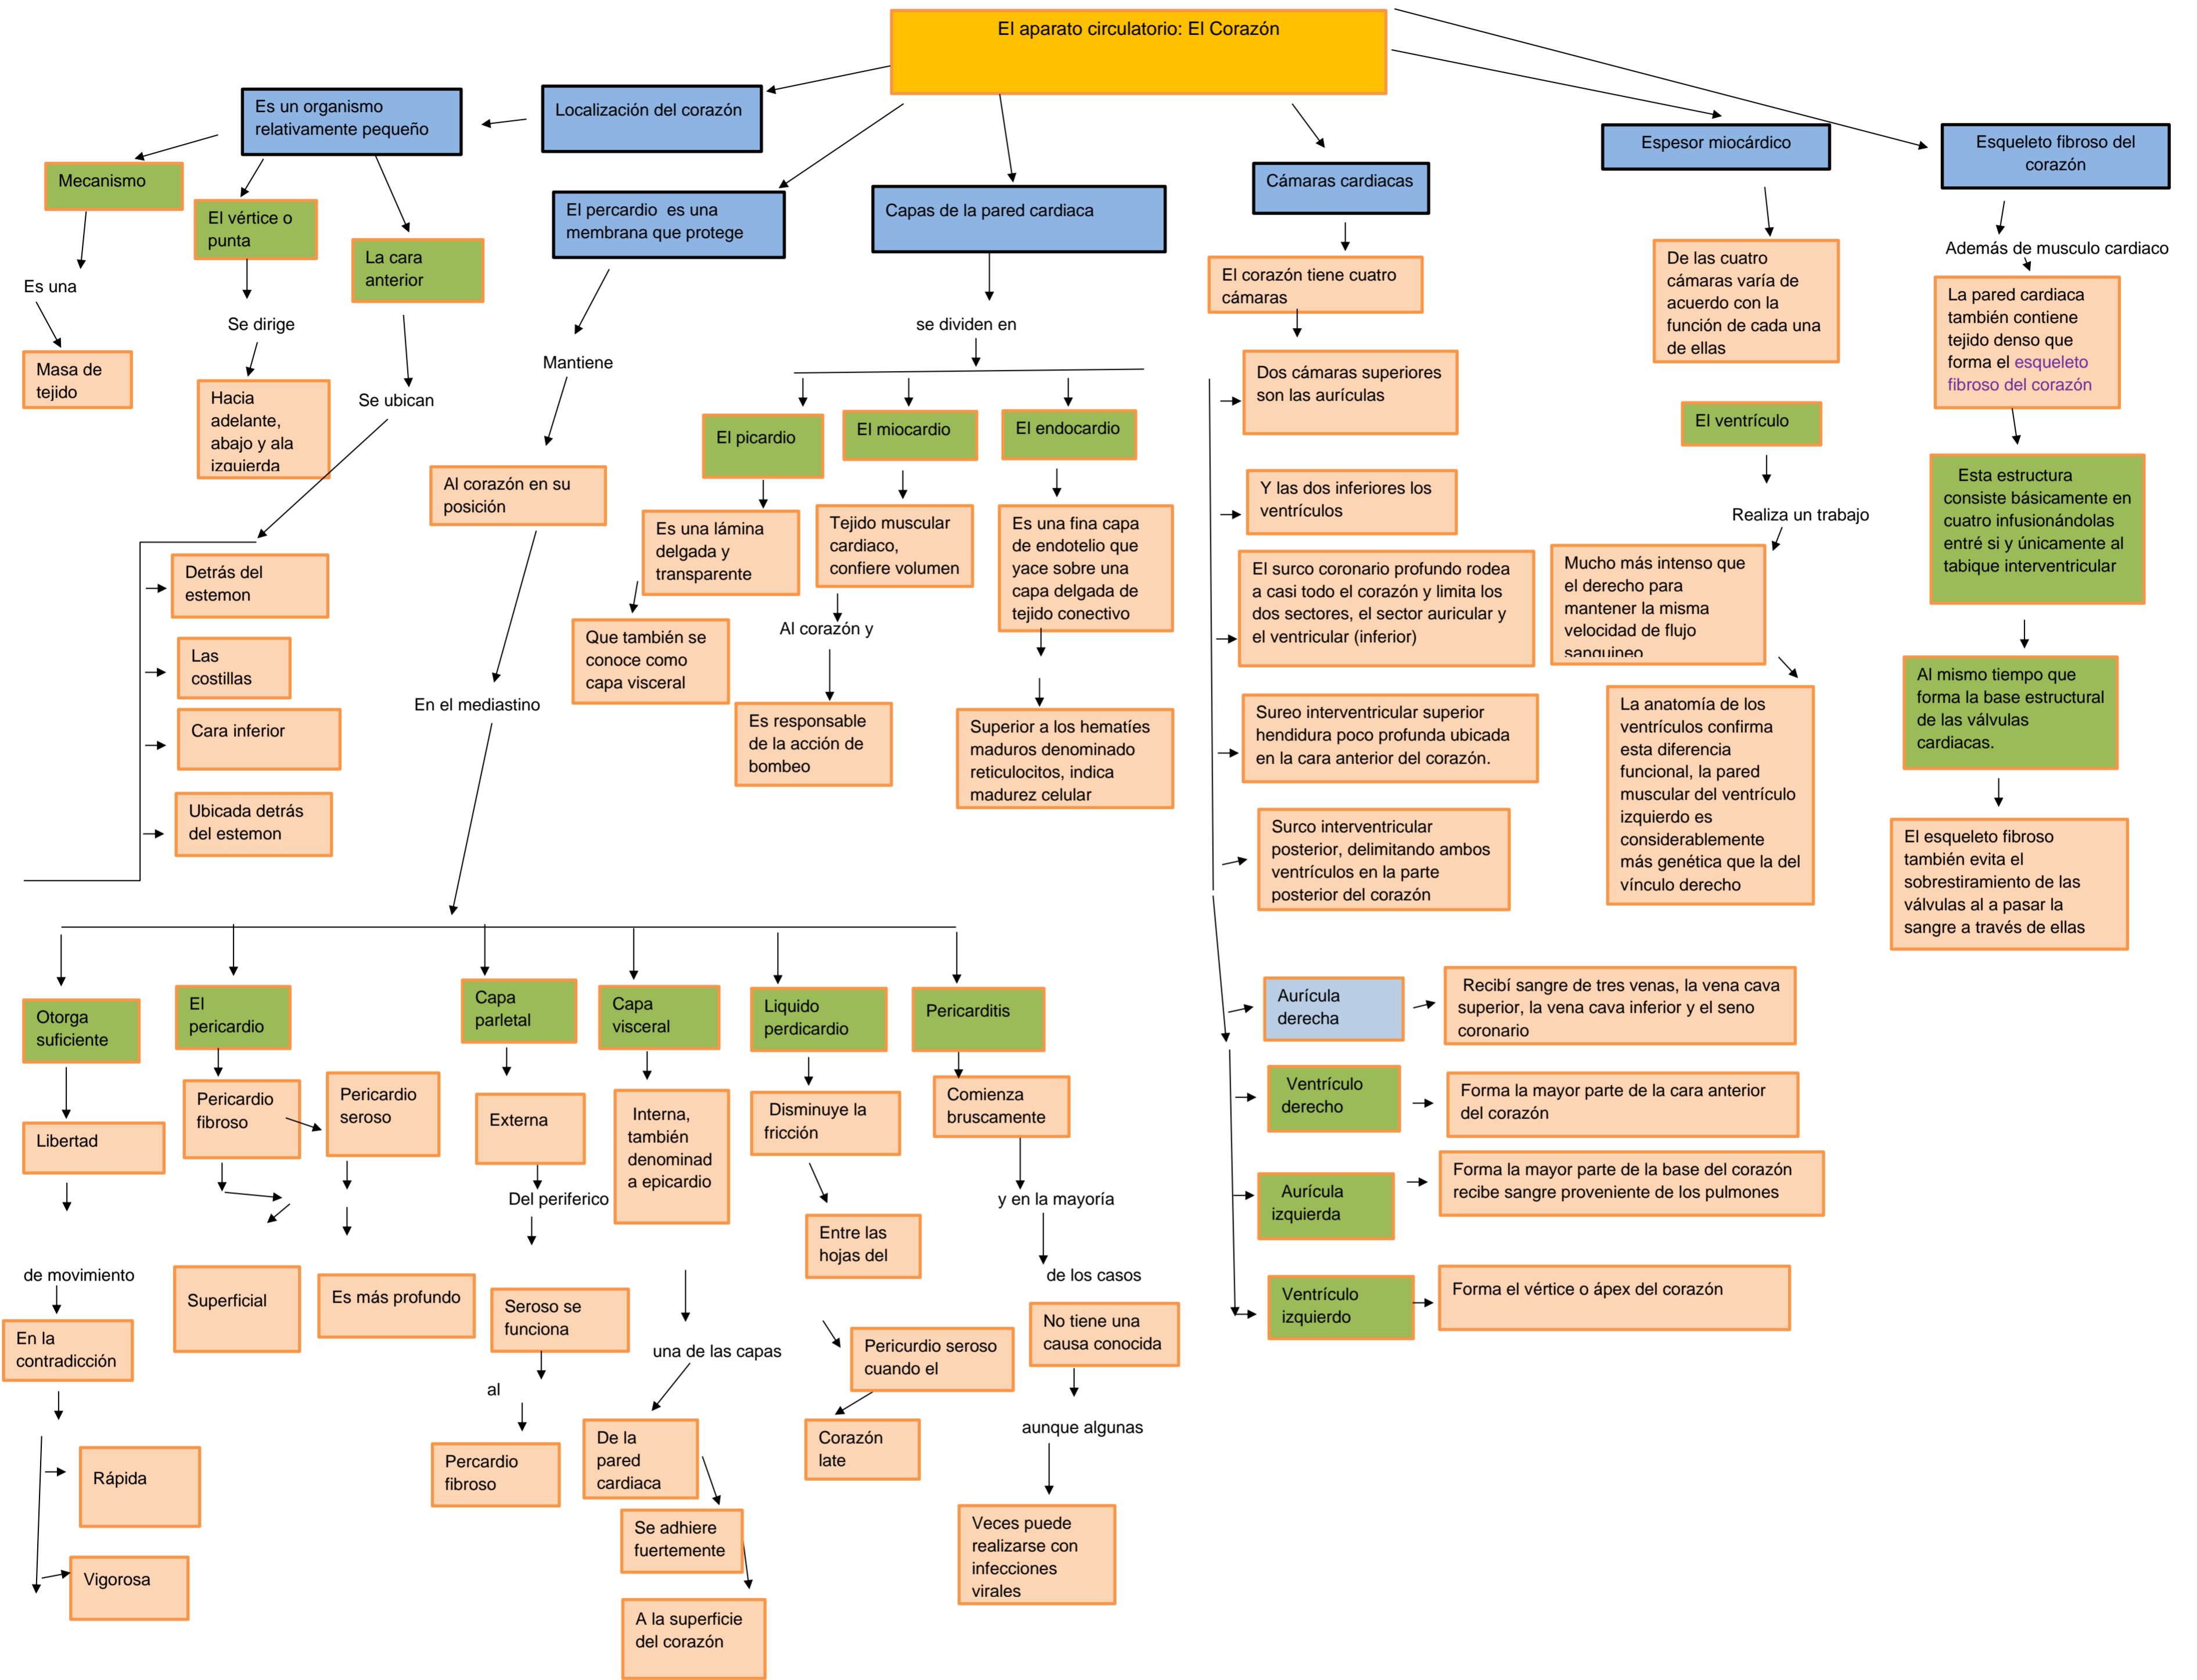 El aparato circulatorio: El Corazón
Localización del corazón
Es un organismo
relativamente pequeño
Mecanismo
Es una
Masa de
tejido
El vértice o
punta
Se dirige
Hacia
adelante,
abajo y ala
izquierda
La cara
anterior
Se ubican
Detrás del
estemon
Las
costillas
Cara inferior
Ubicada detrás
del estemon
El percardio es una
membrana que protege
Mantiene
Al corazón en su
posición
En el mediastino
Otorga
suficiente
Libertad
de movimiento
En la
contradicción
Rápida
Vigorosa
El
pericardio
Pericardio
fibroso
Pericardio
seroso
Superficial
Es más profundo
Capa
parletal
Externa
Del periferico
Seroso se
funciona
al
Percardio
fibroso
Capa
visceral
Interna,
también
denominad
a epicardio
una de las capas
De la
pared
cardiaca
Se adhiere
fuertemente
A la superficie
del corazón
Liquido
perdicardio
Disminuye la
fricción
Entre las
hojas del
Pericurdio seroso
cuando el
Corazón
late
Pericarditis
Comienza
bruscamente
y en la mayoría
de los casos
No tiene una
causa conocida
aunque algunas
Veces puede
realizarse con
infecciones
virales
Capas de la pared cardiaca
se dividen en
El picardio
Es una lámina
delgada y
transparente
Que también se
conoce como
capa visceral
El miocardio
Tejido muscular
cardiaco,
confiere volumen
Al corazón y
Es responsable
de la acción de
bombeo
El endocardio
Es una fina capa
de endotelio que
yace sobre una
capa delgada de
tejido conectivo
Superior a los hematíes
maduros denominado
reticulocitos, indica
madurez celular
Cámaras cardiacas
El corazón tiene cuatro
cámaras
Dos cámaras superiores
son las aurículas
Y las dos inferiores los
ventrículos
El surco coronario profundo rodea
a casi todo el corazón y limita los
dos sectores, el sector auricular y
el ventricular (inferior)
Sureo interventricular superior
hendidura poco profunda ubicada
en la cara anterior del corazón.
Surco interventricular
posterior, delimitando ambos
ventrículos en la parte
posterior del corazón
Aurícula
derecha
Recibí sangre de tres venas, la vena cava
superior, la vena cava inferior y el seno
coronario
Ventrículo
derecho
Forma la mayor parte de la cara anterior
del corazón
Aurícula
izquierda
Forma la mayor parte de la base del corazón
recibe sangre proveniente de los pulmones
Ventrículo
izquierdo
Forma el vértice o ápex del corazón
Espesor miocárdico
De las cuatro
cámaras varía de
acuerdo con la
función de cada una
de ellas
El ventrículo
Realiza un trabajo
Mucho más intenso que
el derecho para
mantener la misma
velocidad de flujo
sanguineo
La anatomía de los
ventrículos confirma
esta diferencia
funcional, la pared
muscular del ventrículo
izquierdo es
considerablemente
más genética que la del
vínculo derecho
Esqueleto fibroso del
corazón
Además de musculo cardiaco
La pared cardiaca
también contiene
tejido denso que
forma el esqueleto
fibroso del corazón
Esta estructura
consiste básicamente en
cuatro infusionándolas
entré si y únicamente al
tabique interventricular
Al mismo tiempo que
forma la base estructural
de las válvulas
cardiacas.
El esqueleto fibroso
también evita el
sobrestiramiento de las
válvulas al a pasar la
sangre a través de ellas